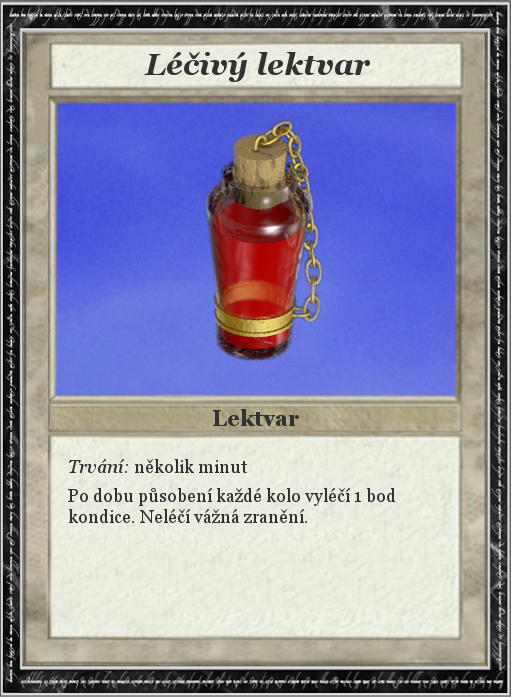 Léčivý lektvar
Lektvar
Trvání: několik minut
Po dobu působení každé kolo vyléčí 1 bod
kondice. Neléčí vážná zranění.